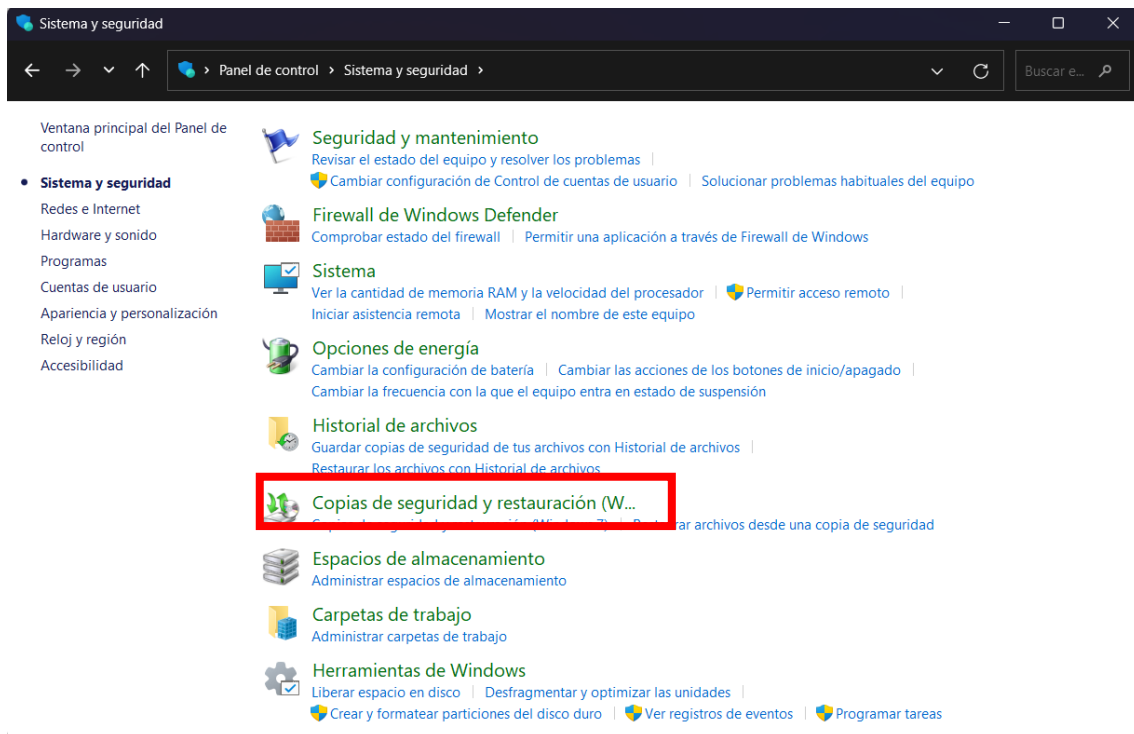 Sistema y seguridad
Panel de control › Sistema y seguridad ›
Buscar e...
Ventana principal del Panel de
control
Sistema y seguridad
Redes e Internet
Hardware y sonido
Programas
Cuentas de usuario
Apariencia y personalización
Reloj y región
Accesibilidad
Seguridad y mantenimiento
Revisar el estado del equipo y resolver los problemas
Cambiar configuración de Control de cuentas de usuario
Solucionar problemas habituales del equipo
Firewall de Windows Defender
Comprobar estado del firewall
Permitir una aplicación a través de Firewall de Windows
Sistema
Ver la cantidad de memoria RAM y la velocidad del procesador
Permitir acceso remoto
Iniciar asistencia remota
Mostrar el nombre de este equipo
Opciones de energía
Cambiar la configuración de batería
Cambiar las acciones de los botones de inicio/apagado
Cambiar la frecuencia con la que el equipo entra en estado de suspensión
Historial de archivos
Guardar copias de seguridad de tus archivos con Historial de archivos
Restaurar los archivos con Historial de archivos
Copias de seguridad y restauración (W...
archivos desde una copia de seguridad
Espacios de almacenamiento
Administrar espacios de almacenamiento
Carpetas de trabajo
Administrar carpetas de trabajo
Herramientas de Windows
Liberar espacio en disco
Desfragmentar y optimizar las unidades
Crear y formatear particiones del disco duro
Ver registros de eventos
Programar tareas